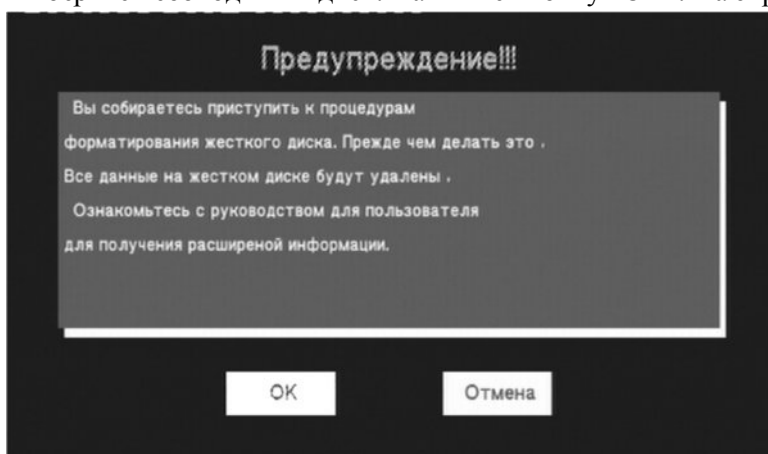 Предупреждение!!!
Вы собираетесь приступить к процедурам
форматирования жесткого диска. Прежде чем делать это .
Все данные на жестком диске будут удалены .
Ознакомьтесь с руководством для пользователя
для получения расширеной информации.
OK
Отмена